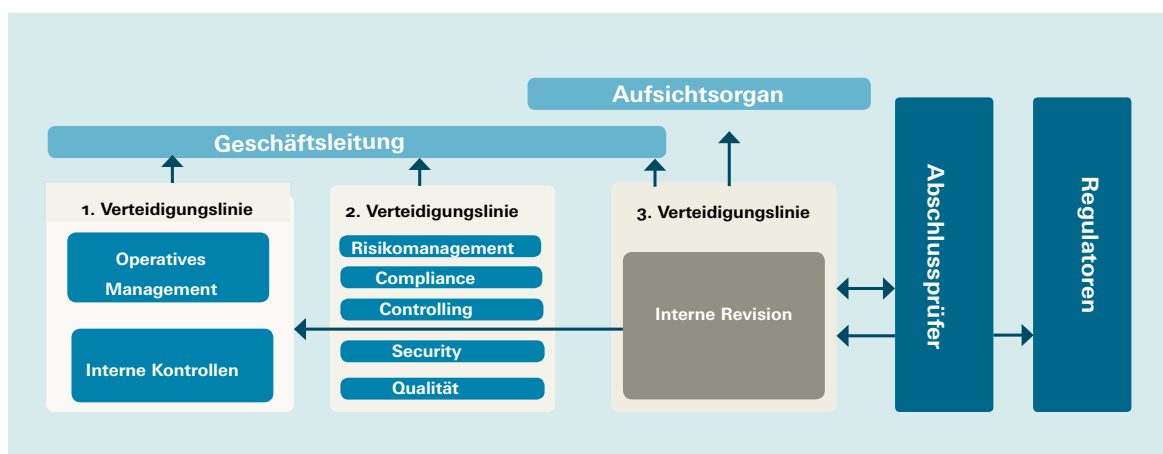 Aufsichtsorgan
Geschäftsleitung
1. Verteidigungslinie
Operatives
Management
Interne Kontrollen
2. Verteidigungslinie
Risikomanagement
Compliance
Controlling
Security
Qualität
3. Verteidigungslinie
Interne Revision
Abschlussprüfer
Regulatoren